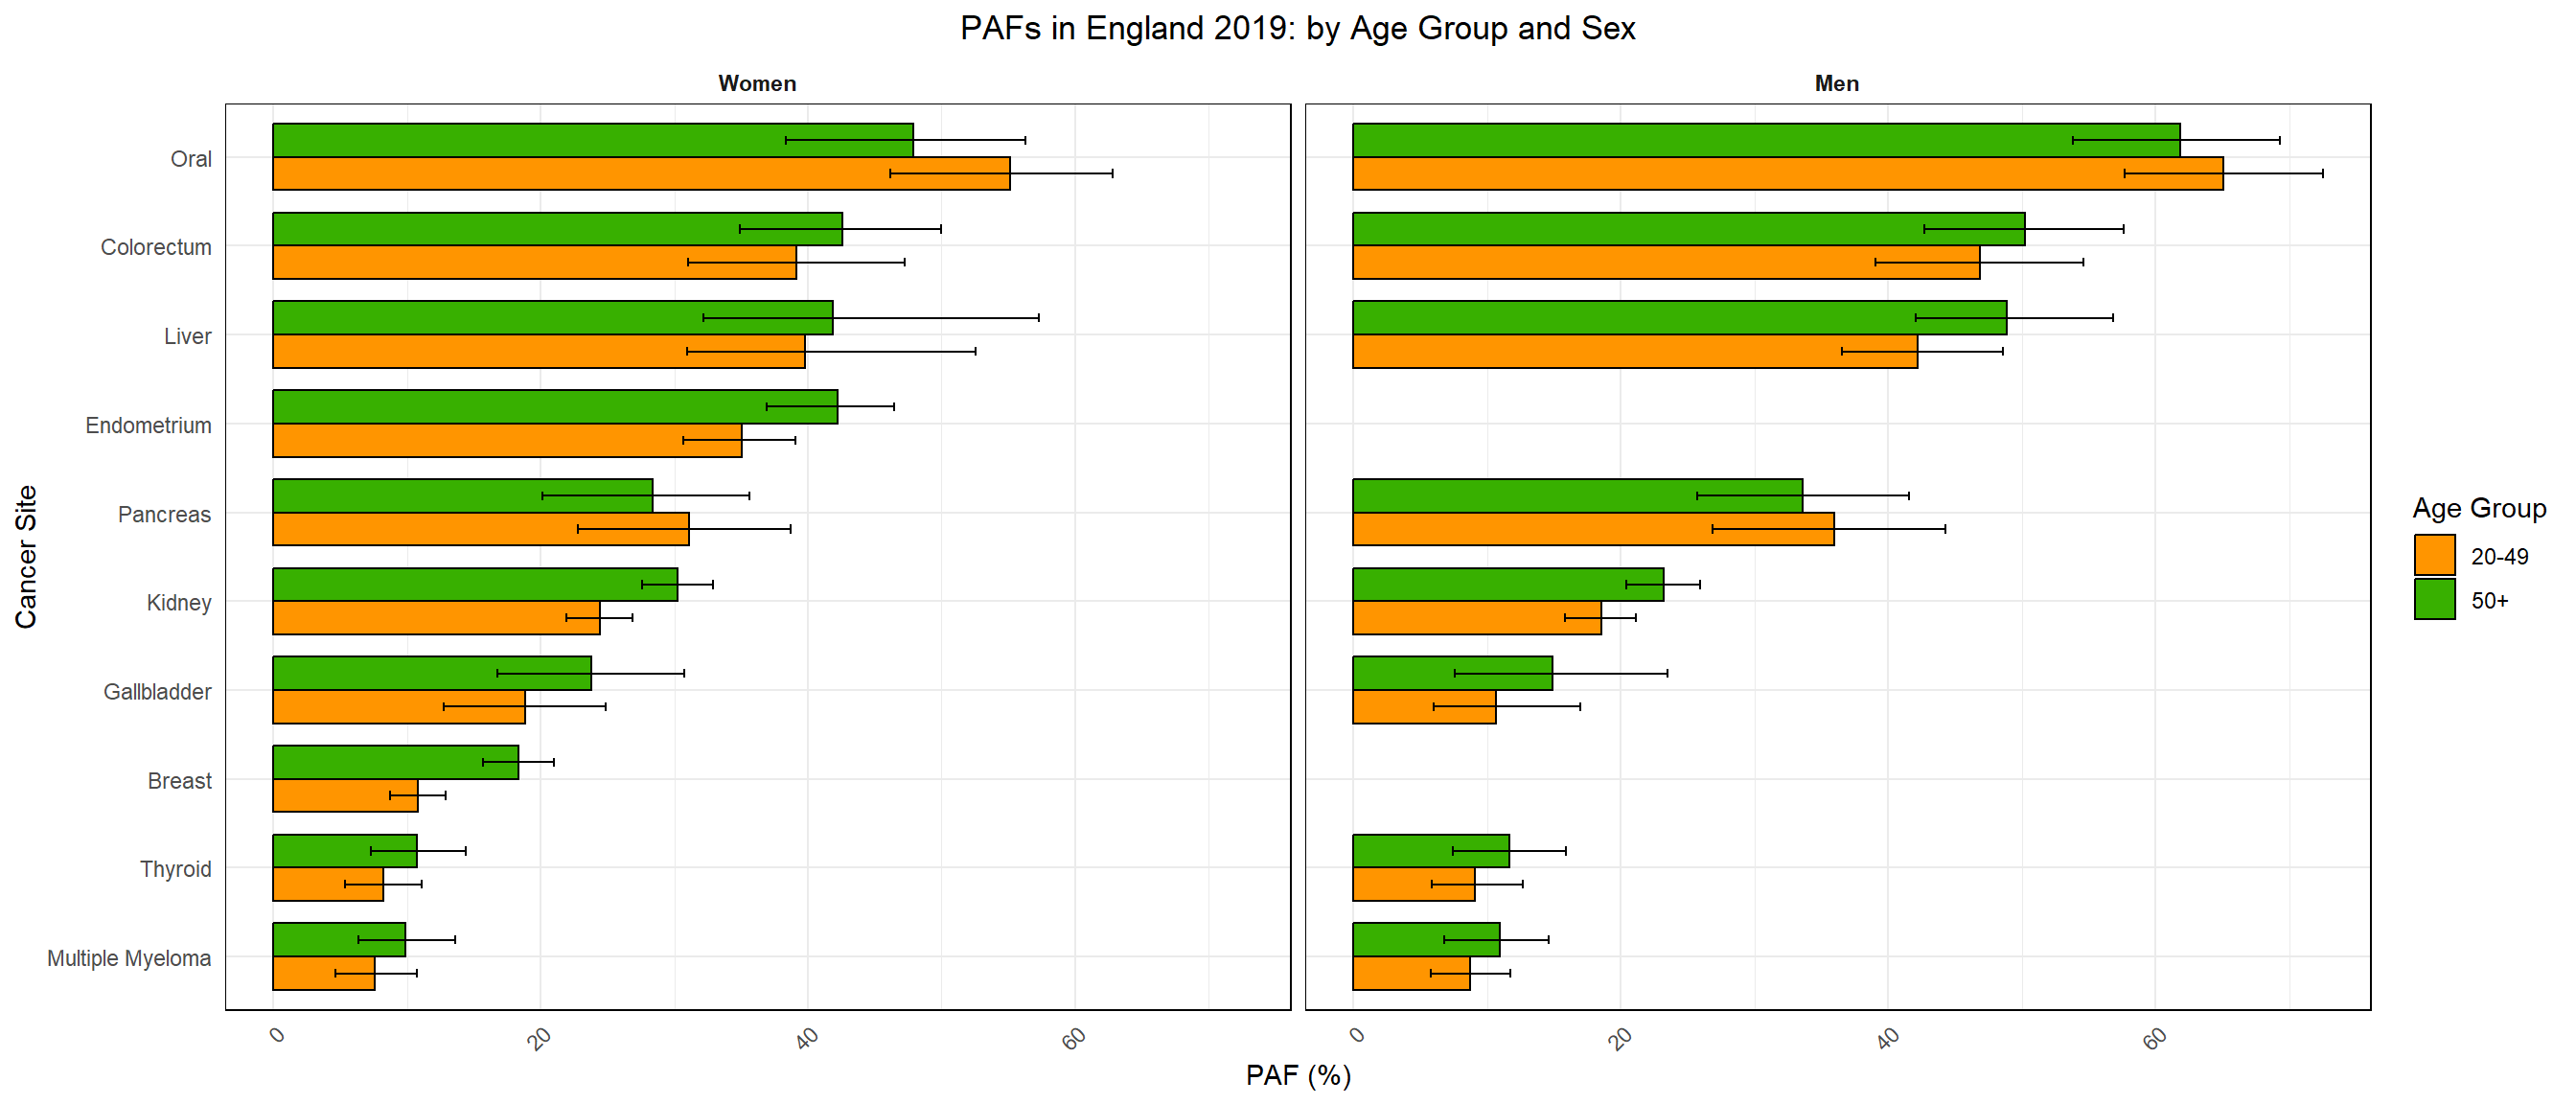 PAFs in England 2019: by Age Group and Sex
Women
Men
Cancer Site
Oral
Colorectum
Liver
Endometrium
Pancreas
Kidney
Gallbladder
Breast
Thyroid
Multiple Myeloma
0 20 40 60
0 20 40 60
PAF (%)
Age Group
20-49
50+